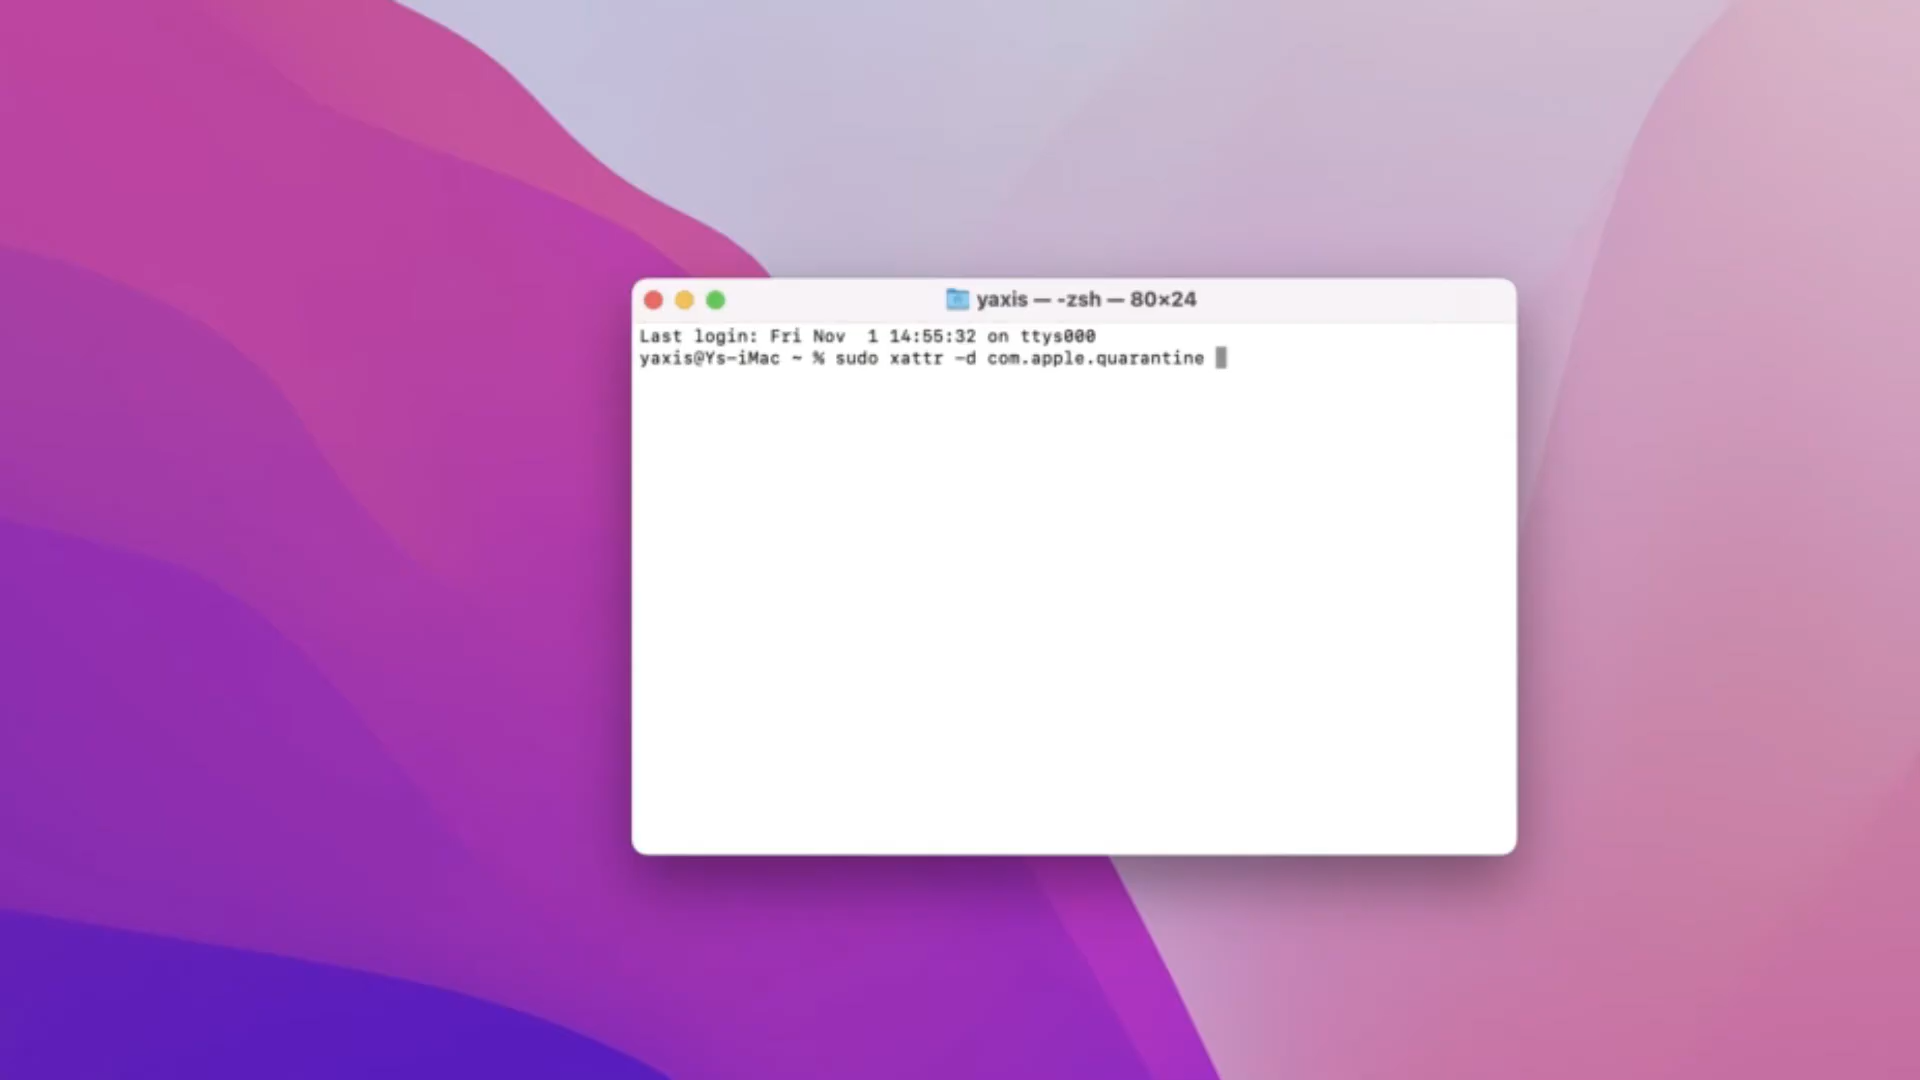 yaxis — -zsh — 80×24
Last login: Fri Nov  1 14:55:32 on ttys000
yaxis@Ys-iMac ~ % sudo xattr -d com.apple.quarantine